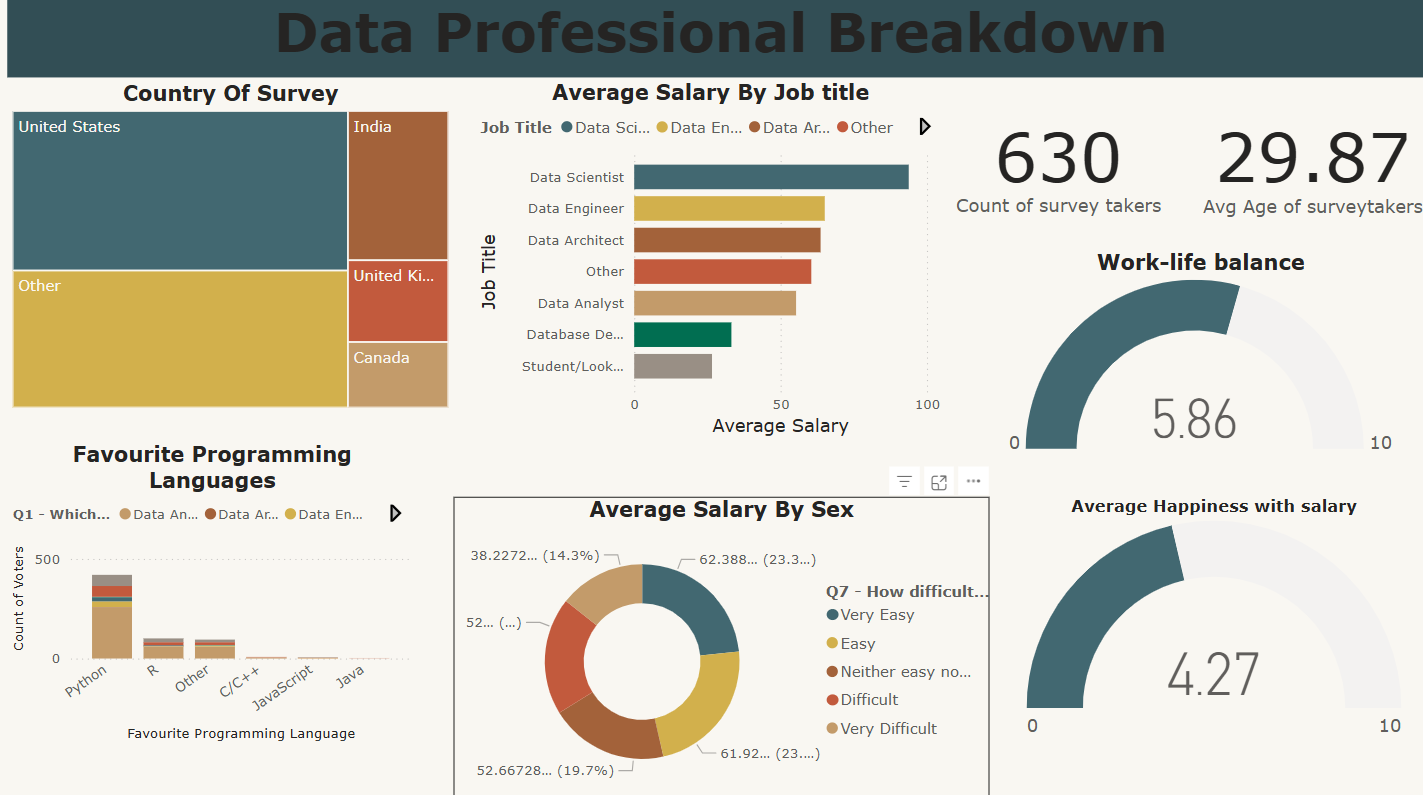 Data Professional Breakdown
Country Of Survey
United States
India
Other
United Ki...
Canada
Average Salary By Job title
Job Title Data Sci... Data En... Data Ar... Other
Job Title
Data Scientist
Data Engineer
Data Architect
Other
Data Analyst
Database De...
Student/Look...
0 50 100
Average Salary
630
Count of survey takers
29.87
Avg Age of surveytakers
Work-life balance
5.86
0 10
Favourite Programming
Languages
Q1 - Which... Data An... Data Ar... Data En...
Count of Voters
500
0
Python R Other C/C++ JavaScript Java
Favourite Programming Language
Average Salary By Sex
38.2272... (14.3%)
62.388... (23.3...)
52... (...)
61.92... (23....)
52.66728... (19.7%)
Q7 - How difficult...
Very Easy
Easy
Neither easy no...
Difficult
Very Difficult
Average Happiness with salary
4.27
0 10